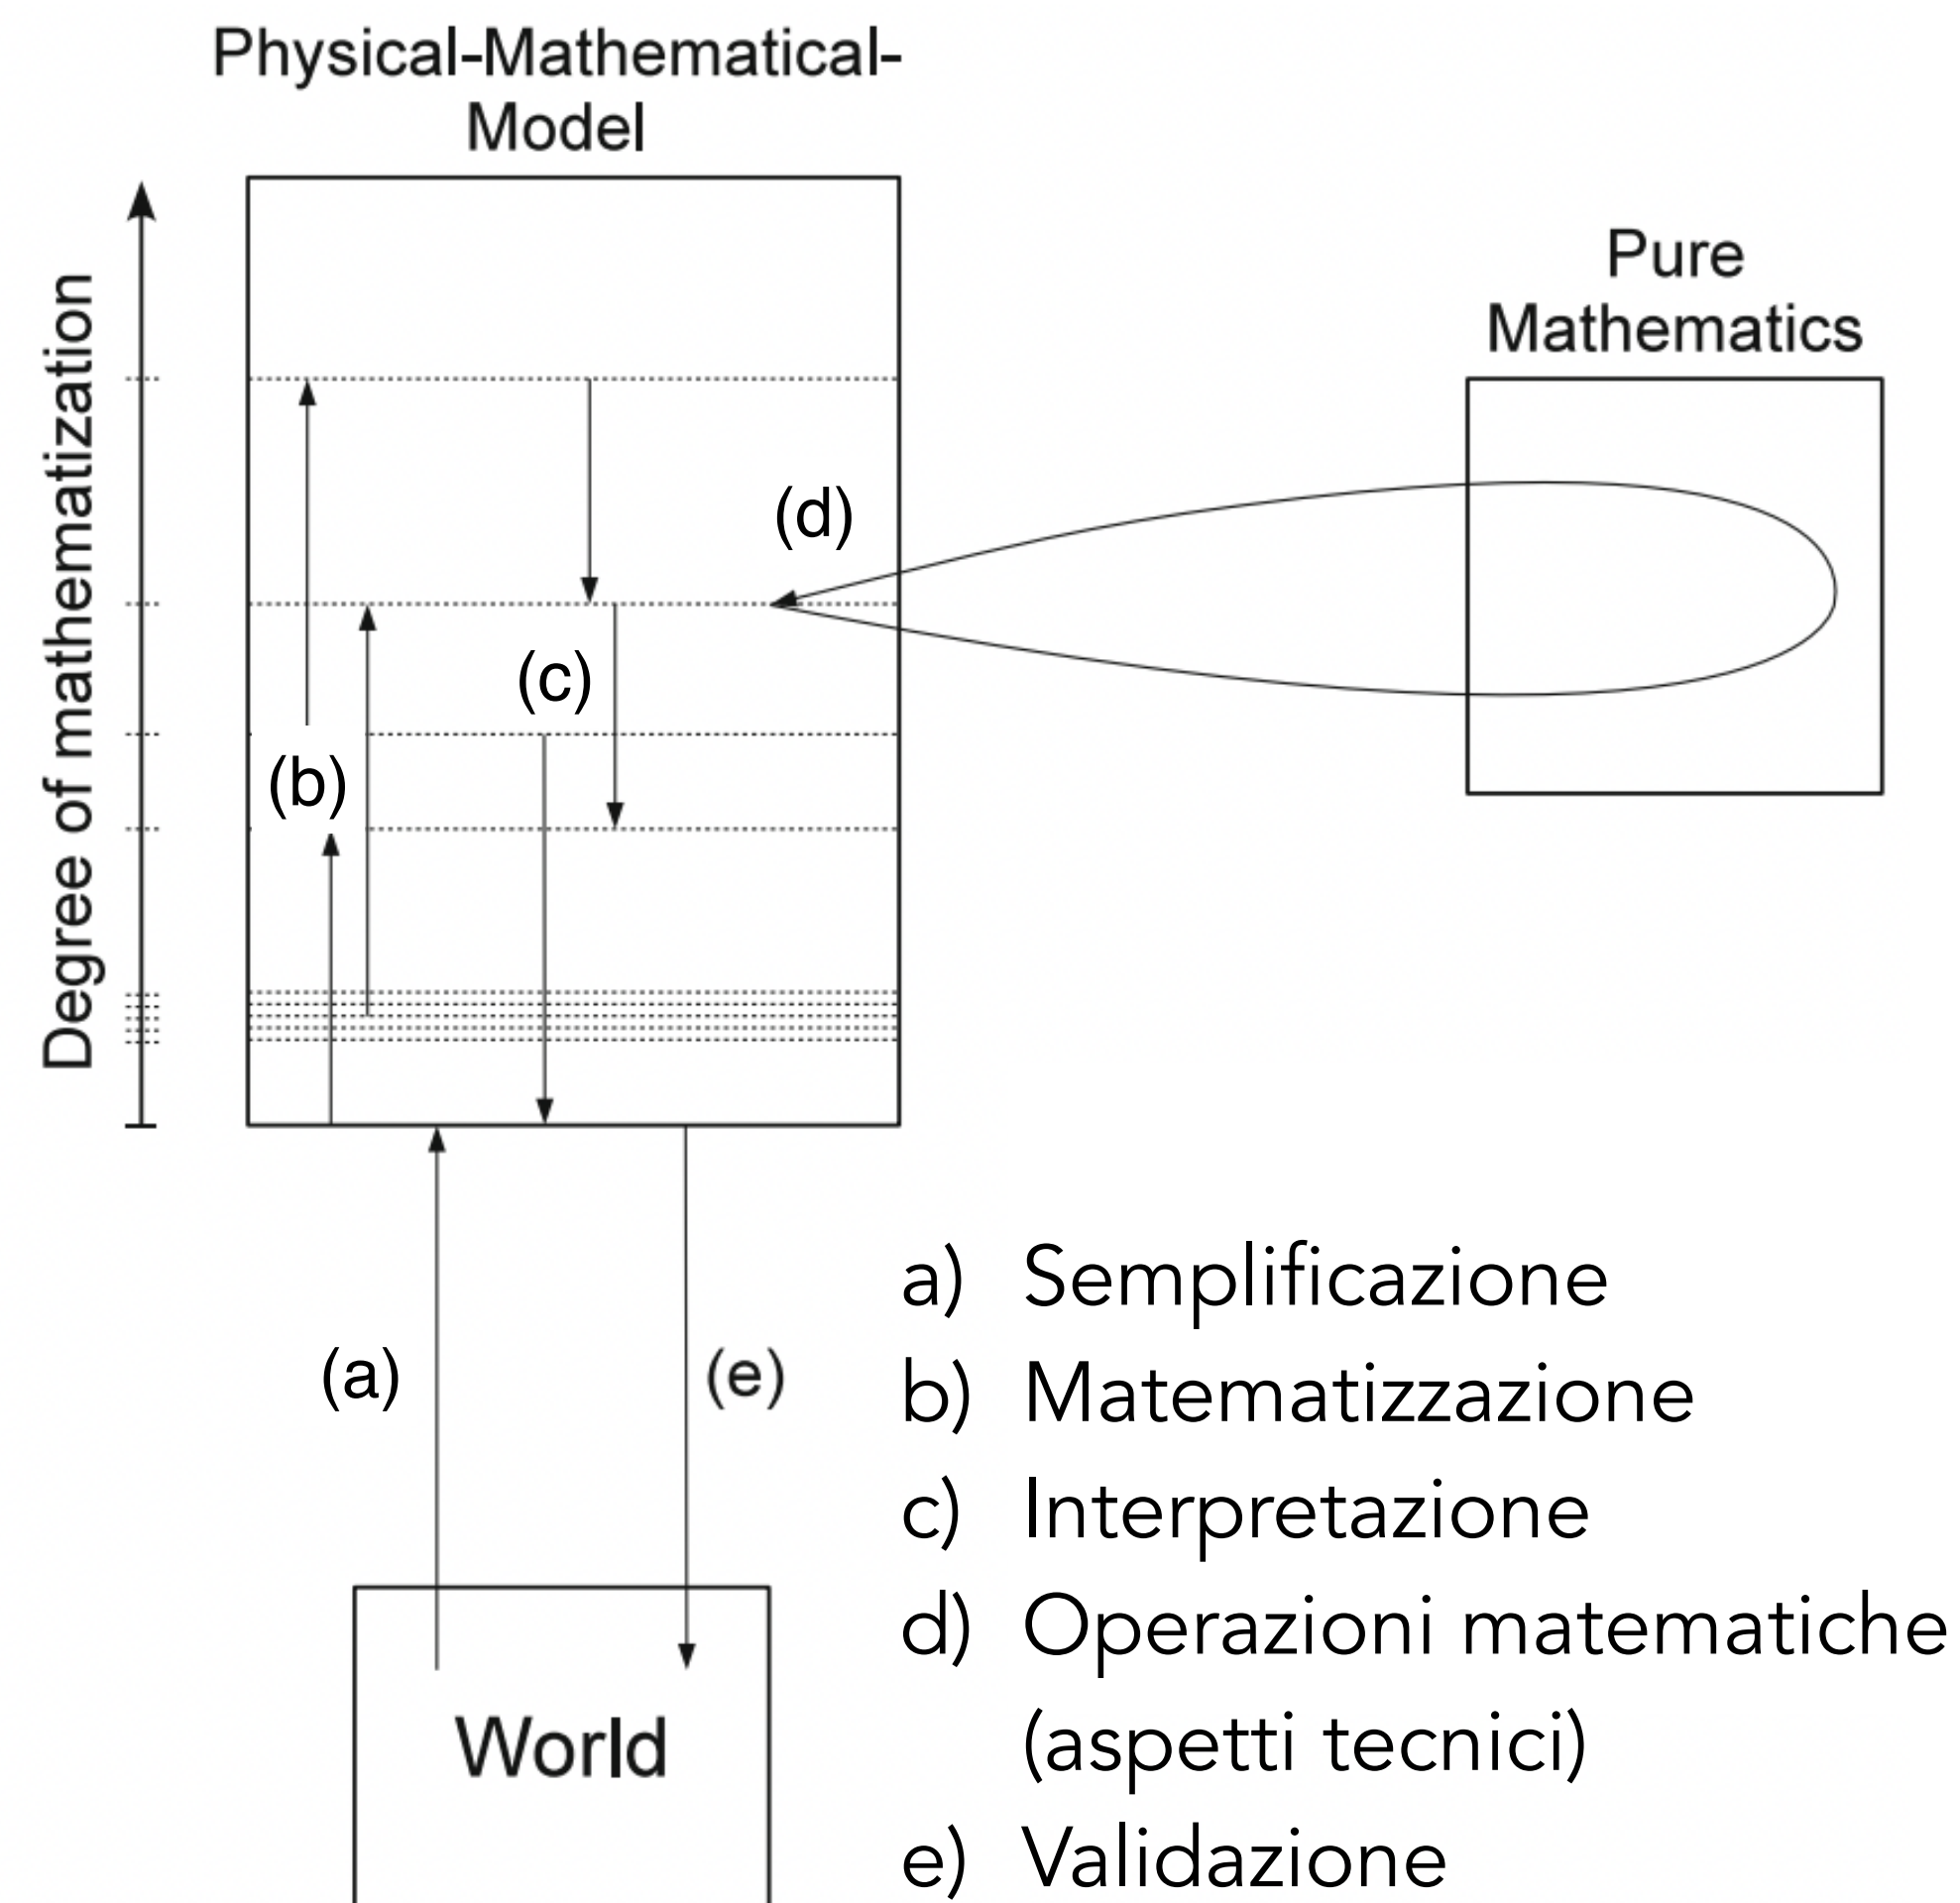 Physical-Mathematical-
Model
Degree of mathematization
Pure
Mathematics
(d)
(c)
(b)
(a)
(e)
World
a) Semplificazione
b) Matematizzazione
c) Interpretazione
d) Operazioni matematiche
(aspetti tecnici)
e) Validazione